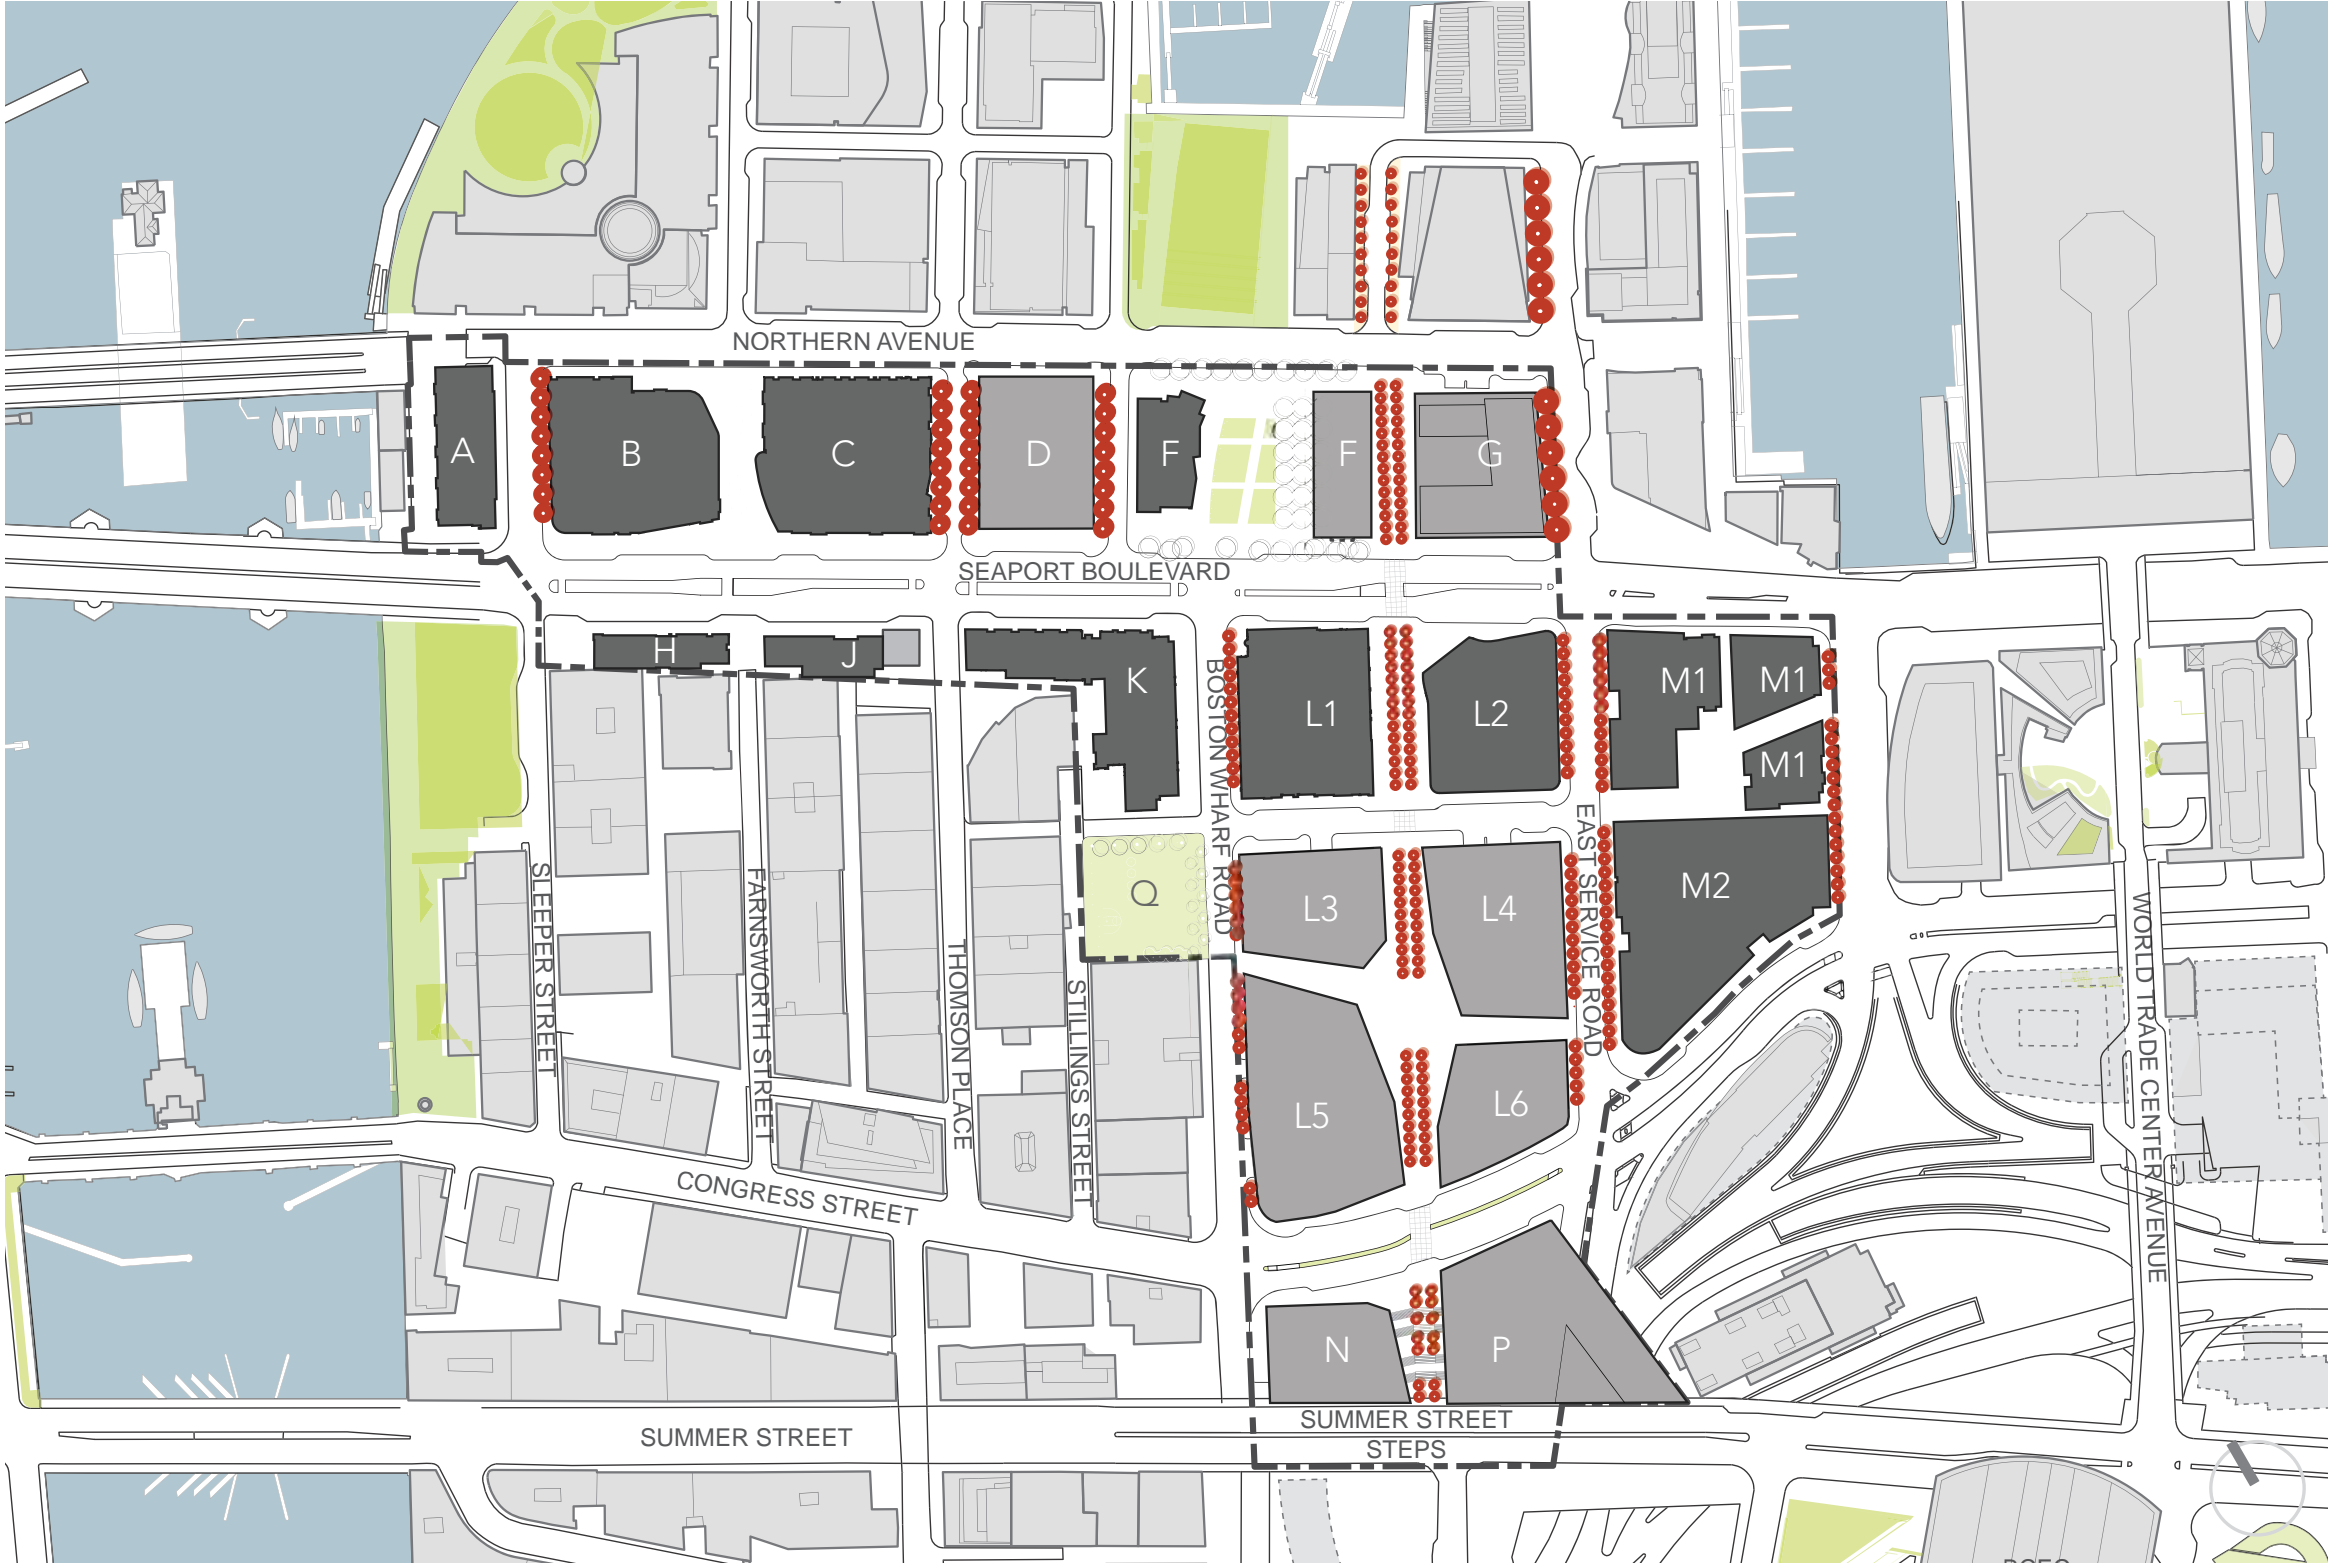 NORTHERN AVENUE
A
B
C
D
F
F
G
SEAPORT BOULEVARD
H
J
K
L1
L2
M1
M1
M1
BOSTON WHARF ROAD
EAST SERVICE ROAD
Q
L3
L4
M2
SLEEPER STREET
FARNSWORTH STREET
THOMSON PLACE
STILLINGS STREET
WORLD TRADE CENTER AVENUE
L5
L6
CONGRESS STREET
N
P
SUMMER STREET
STEPS
SUMMER STREET